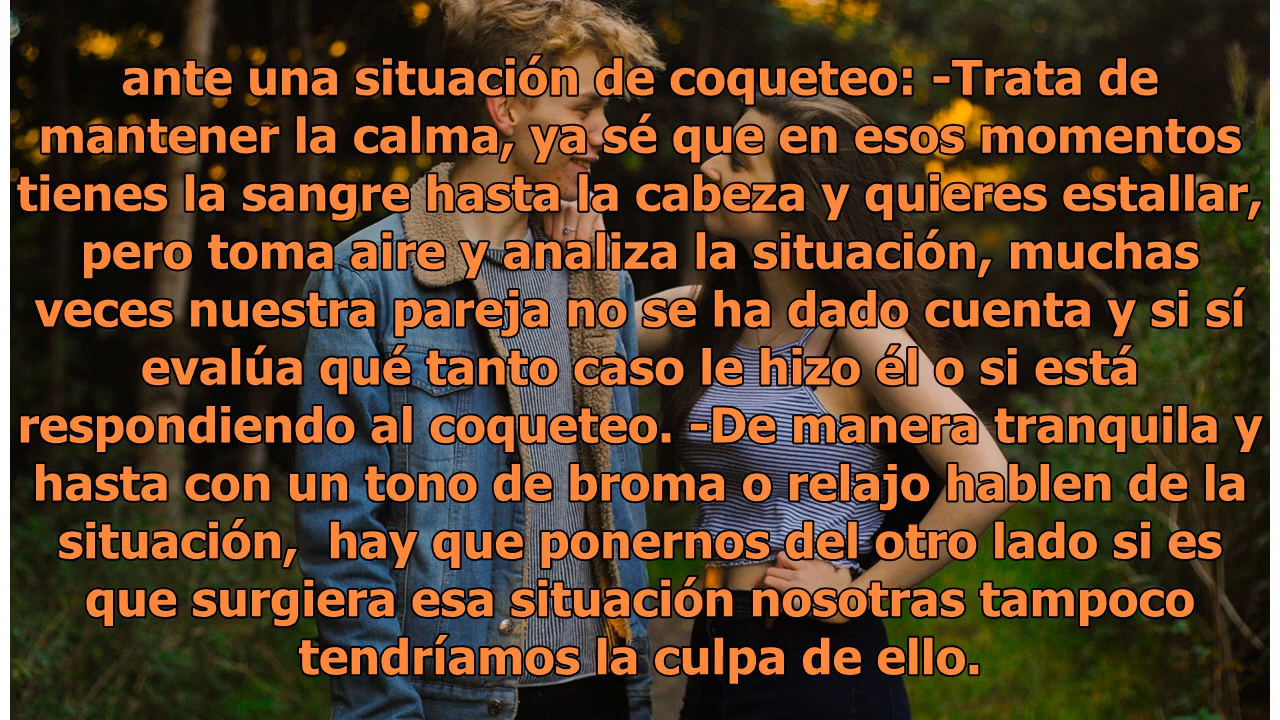 ante una situación de coqueteo: -Trata de
mantener la calma, ya sé que en esos momentos
tienes la sangre hasta la cabeza y quieres estallar,
pero toma aire y analiza la situación, muchas
veces nuestra pareja no se ha dado cuenta y si sí
evalúa qué tanto caso le hizo él o si está
respondiendo al coqueteo. -De manera tranquila y
hasta con un tono de broma o relajo hablen de la
situación,  hay que ponernos del otro lado si es
que surgiera esa situación nosotras tampoco
tendríamos la culpa de ello.